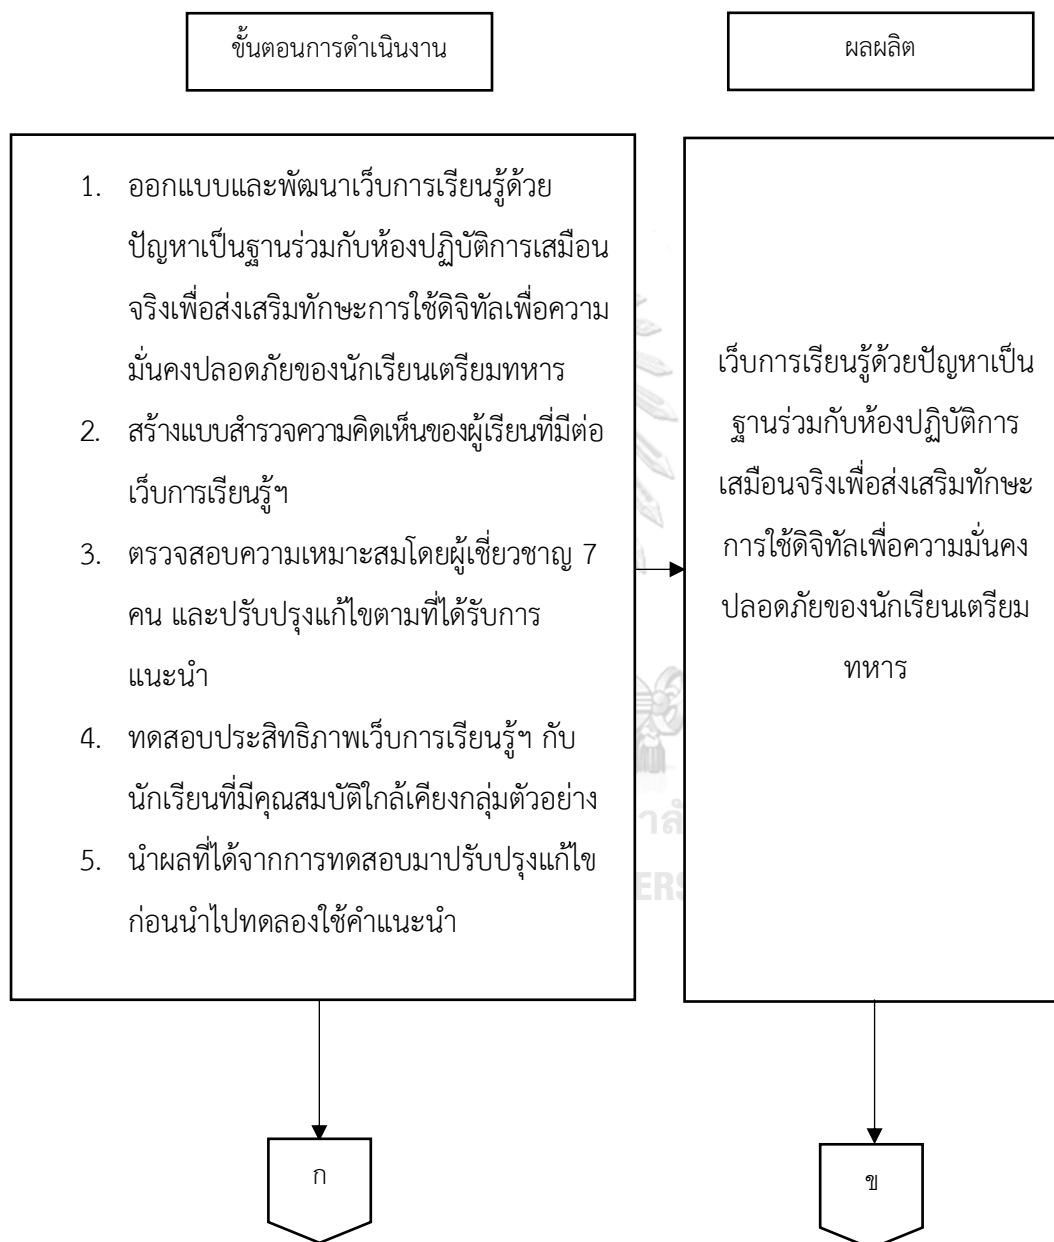 ขั้นตอนการดำเนินงาน
ผลผลิต
1. ออกแบบและพัฒนาเว็บการเรียนรู้ด้วย
ปัญหาเป็นฐานร่วมกับห้องปฏิบัติการเสมือน
จริงเพื่อส่งเสริมทักษะการใช้ดิจิทัลเพื่อความ
มั่นคงปลอดภัยของนักเรียนเตรียมทหาร
2. สร้างแบบสำรวจความคิดเห็นของผู้เรียนที่มีต่อ
เว็บการเรียนรู้ฯ
3. ตรวจสอบความเหมาะสมโดยผู้เชี่ยวชาญ 7
คน และปรับปรุงแก้ไขตามที่ได้รับการ
แนะนำ
4. ทดสอบประสิทธิภาพเว็บการเรียนรู้ฯ กับ
นักเรียนที่มีคุณสมบัติใกล้เคียงกลุ่มตัวอย่าง
5. นำผลที่ได้จากการทดสอบมาปรับปรุงแก้ไข
ก่อนนำไปทดลองใช้คำแนะนำ
เว็บการเรียนรู้ด้วยปัญหาเป็น
ฐานร่วมกับห้องปฏิบัติการ
เสมือนจริงเพื่อส่งเสริมทักษะ
การใช้ดิจิทัลเพื่อความมั่นคง
ปลอดภัยของนักเรียนเตรียม
ทหาร
ก
ข